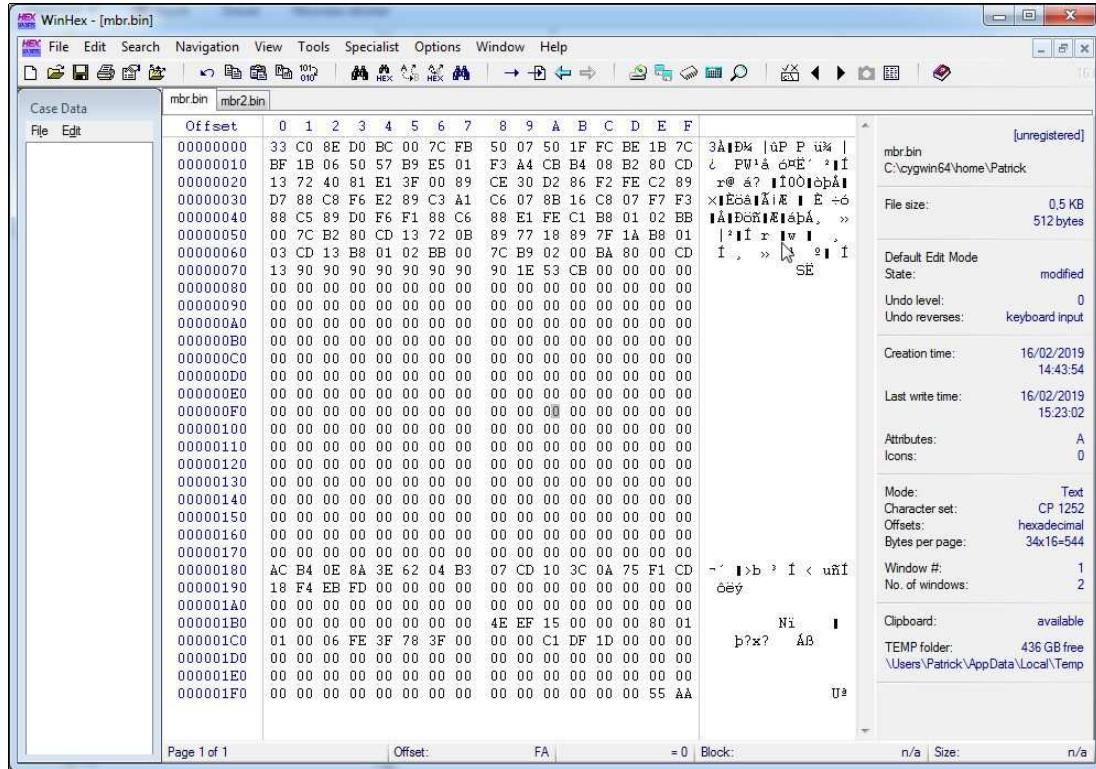 WinHex - [mbr.bin]
File Edit Search Navigation View Tools Specialist Options Window Help
Case Data
File Edit
mbr.bin mbr2.bin
Offset 0 1 2 3 4 5 6 7 8 9 A B C D E F
00000000 33 C0 8E D0 BC 00 7C FB 50 07 50 1F FC BE 1B 7C 3À|Ð¼ |ûP P ü¾ |
00000010 BF 1B 06 50 57 B9 E5 01 F3 A4 CB B4 08 B2 80 CD ¿ PW¹å ó¤Ë´ ²|Í
00000020 13 72 40 81 E1 3F 00 89 CE 30 D2 86 F2 FE C2 89 r@ á? |Î0Ò|òþÂ|
00000030 D7 88 C8 F6 E2 89 C3 A1 C6 07 8B 16 C8 07 F7 F3 ×|Èöâ|Ã¡Æ | È ÷ó
00000040 88 C5 89 D0 F6 F1 88 C6 88 E1 FE C1 B8 01 02 BB |Å|Ðöñ|Æ|áþÁ¸ »
00000050 00 7C B2 80 CD 13 72 0B 89 77 18 89 7F 1A B8 01 |²|Í r |w | ¸
00000060 03 CD 13 B8 01 02 BB 00 7C B9 02 00 BA 80 00 CD Í ¸ » º| Í
00000070 13 90 90 90 90 90 90 90 90 1E 53 CB 00 00 00 00 SË
00000080 00 00 00 00 00 00 00 00 00 00 00 00 00 00 00 00
00000090 00 00 00 00 00 00 00 00 00 00 00 00 00 00 00 00
000000A0 00 00 00 00 00 00 00 00 00 00 00 00 00 00 00 00
000000B0 00 00 00 00 00 00 00 00 00 00 00 00 00 00 00 00
000000C0 00 00 00 00 00 00 00 00 00 00 00 00 00 00 00 00
000000D0 00 00 00 00 00 00 00 00 00 00 00 00 00 00 00 00
000000E0 00 00 00 00 00 00 00 00 00 00 00 00 00 00 00 00
000000F0 00 00 00 00 00 00 00 00 00 00 00 00 00 00 00 00
00000100 00 00 00 00 00 00 00 00 00 00 00 00 00 00 00 00
00000110 00 00 00 00 00 00 00 00 00 00 00 00 00 00 00 00
00000120 00 00 00 00 00 00 00 00 00 00 00 00 00 00 00 00
00000130 00 00 00 00 00 00 00 00 00 00 00 00 00 00 00 00
00000140 00 00 00 00 00 00 00 00 00 00 00 00 00 00 00 00
00000150 00 00 00 00 00 00 00 00 00 00 00 00 00 00 00 00
00000160 00 00 00 00 00 00 00 00 00 00 00 00 00 00 00 00
00000170 00 00 00 00 00 00 00 00 00 00 00 00 00 00 00 00
00000180 AC B4 0E 8A 3E 62 04 B3 07 CD 10 3C 0A 75 F1 CD ¬´ |>b ³ Í < uñÍ
00000190 18 F4 EB FD 00 00 00 00 00 00 00 00 00 00 00 00 ôëý
000001A0 00 00 00 00 00 00 00 00 00 00 00 00 00 00 00 00
000001B0 00 00 00 00 00 00 00 00 4E EF 15 00 00 00 80 01 Nï |
000001C0 01 00 06 FE 3F 78 3F 00 00 00 C1 DF 1D 00 00 00 þ?x? Áß
000001D0 00 00 00 00 00 00 00 00 00 00 00 00 00 00 00 00
000001E0 00 00 00 00 00 00 00 00 00 00 00 00 00 00 00 00
000001F0 00 00 00 00 00 00 00 00 00 00 00 00 00 00 55 AA Uª
[unregistered]
mbr.bin
C:\cygwin64\home\Patrick
File size: 0,5 KB
512 bytes
Default Edit Mode
State: modified
Undo level: 0
Undo reverses: keyboard input
Creation time: 16/02/2019
14:43:54
Last write time: 16/02/2019
15:23:02
Attributes: A
Icons: 0
Mode: Text
Character set: CP 1252
Offsets: hexadecimal
Bytes per page: 34x16=544
Window #: 1
No. of windows: 2
Clipboard: available
TEMP folder: 436 GB free
\Users\Patrick\AppData\Local\Temp
Page 1 of 1 Offset: FA = 0 Block: n/a Size: n/a